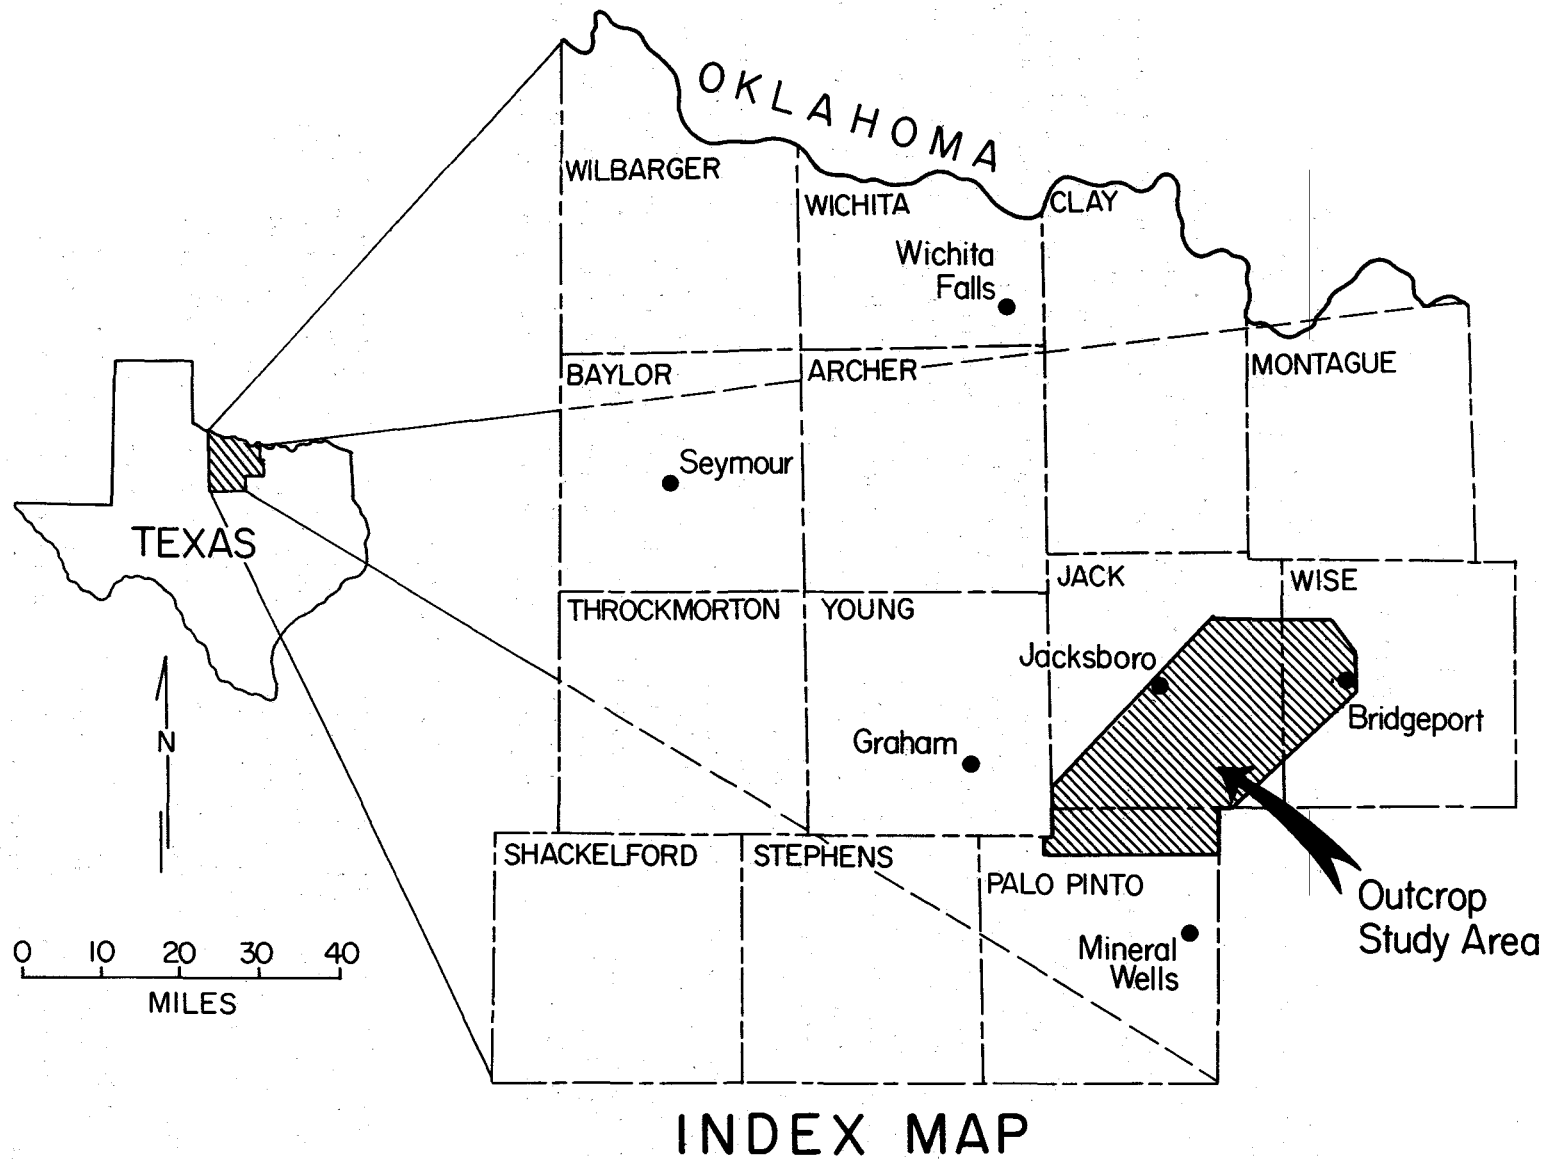 OKLAHOMA
WILBARGER
WICHITA
CLAY
Wichita
Falls
BAYLOR
ARCHER
MONTAGUE
Seymour
TEXAS
THROCKMORTON
YOUNG
JACK
WISE
Jacksboro
Bridgeport
Graham
N
SHACKELFORD
STEPHENS
PALO PINTO
Outcrop
Study Area
Mineral
Wells
0 10 20 30 40
MILES
INDEX MAP